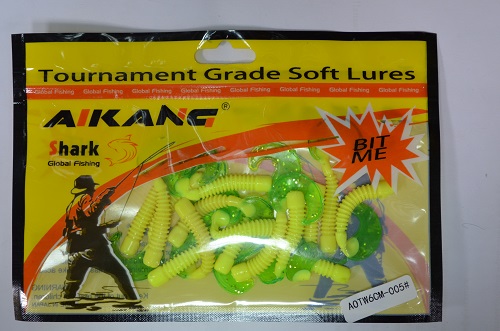 Tournament Grade Soft Lures
Global Fishing Global Fishing Global Fishing Global Fishing Global Fishing Global Fishing Global Fishing Global Fishing
AIKANG®
Shark
Global Fishing
BIT
ME
AOTW6CM-005#